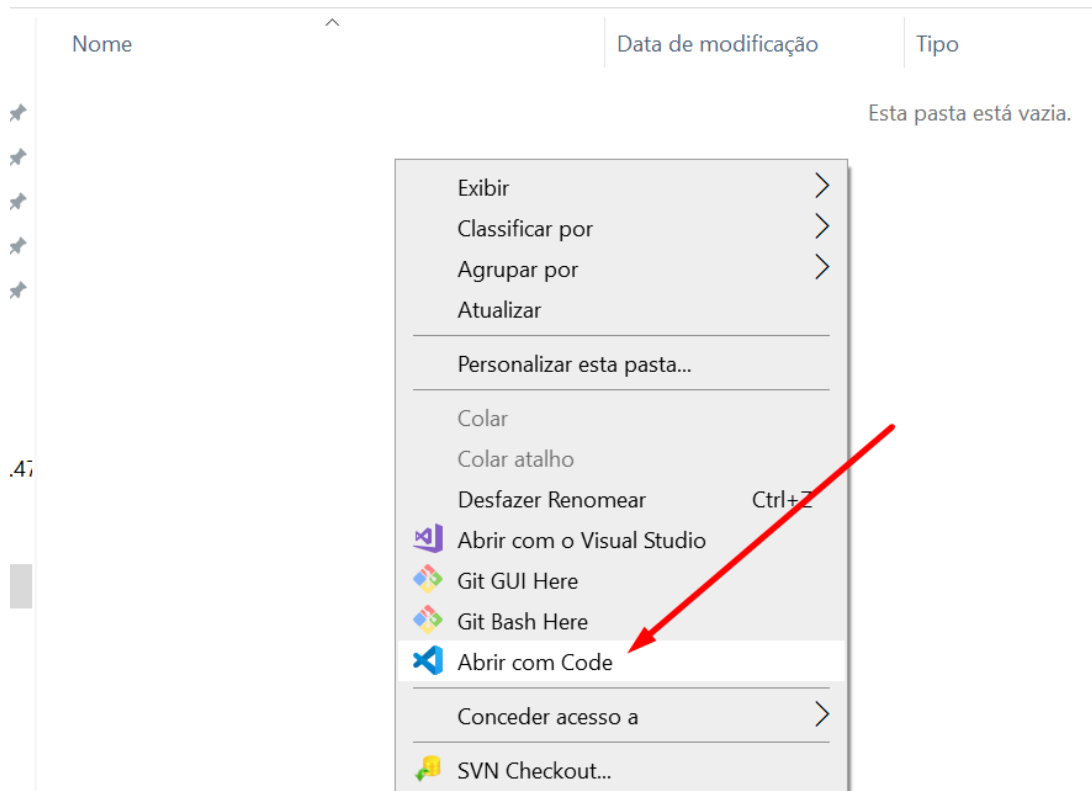 Nome Data de modificação Tipo
Esta pasta está vazia.
Exibir
Classificar por
Agrupar por
Atualizar
Personalizar esta pasta...
Colar
Colar atalho
.47
Desfazer Renomear Ctrl+Z
Abrir com o Visual Studio
Git GUI Here
Git Bash Here
Abrir com Code
Conceder acesso a
SVN Checkout...